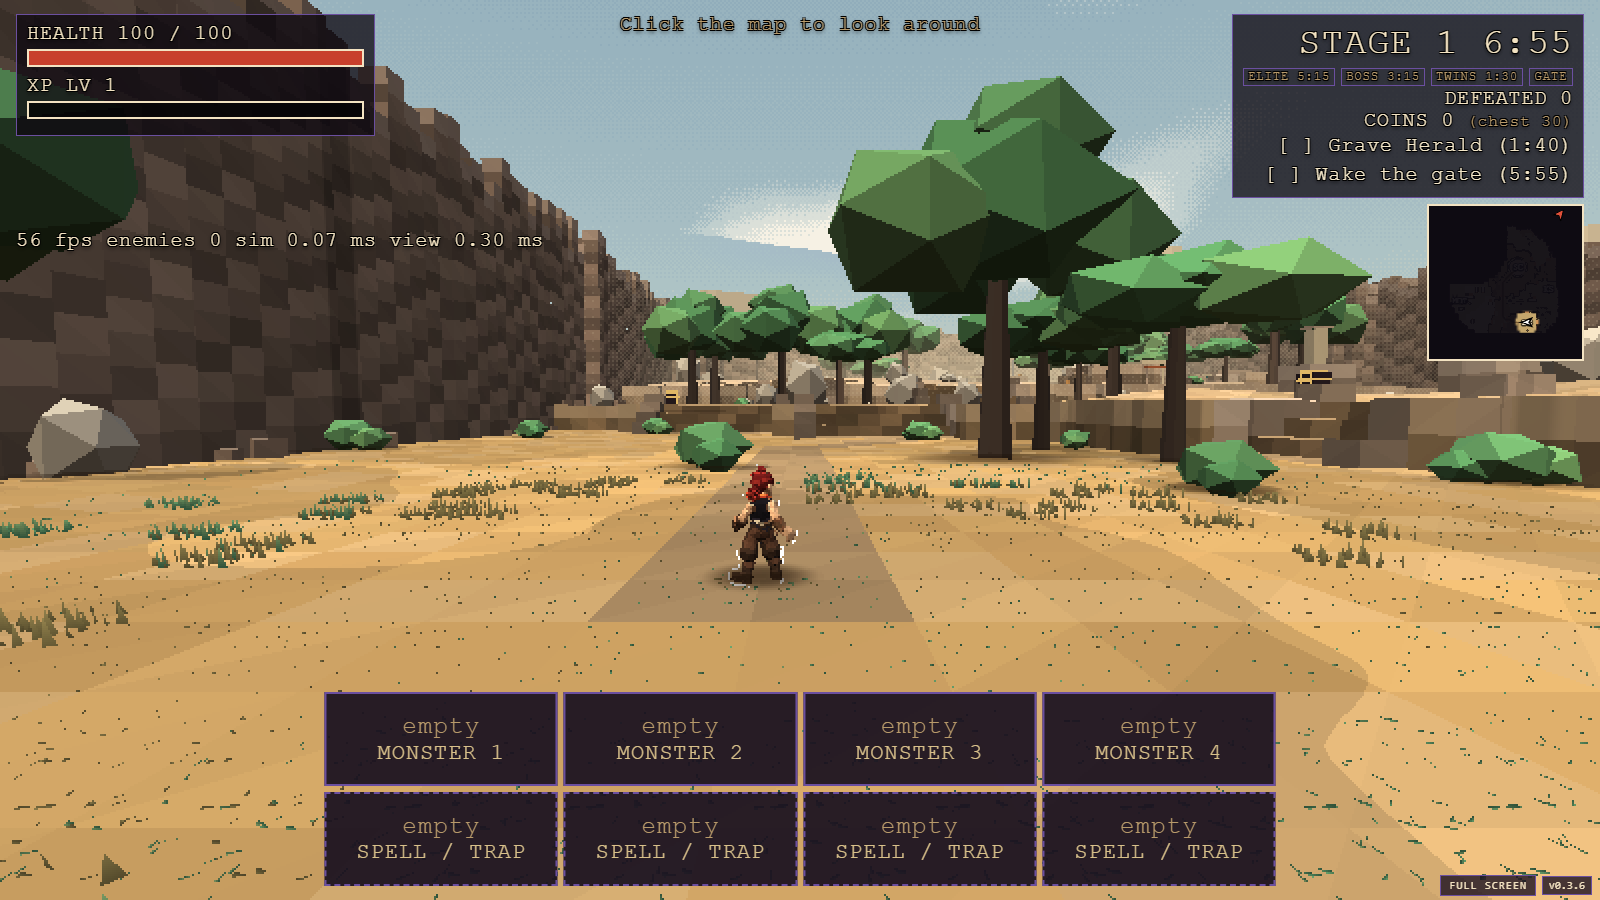 HEALTH 100 / 100
XP LV 1
Click the map to look around
STAGE 1 6:55
ELITE 5:15 BOSS 3:15 TWINS 1:30 GATE
DEFEATED 0
COINS 0 (chest 30)
[ ] Grave Herald (1:40)
[ ] Wake the gate (5:55)
56 fps enemies 0 sim 0.07 ms view 0.30 ms
empty
MONSTER 1
empty
MONSTER 2
empty
MONSTER 3
empty
MONSTER 4
empty
SPELL / TRAP
empty
SPELL / TRAP
empty
SPELL / TRAP
empty
SPELL / TRAP
FULL SCREEN
v0.3.6